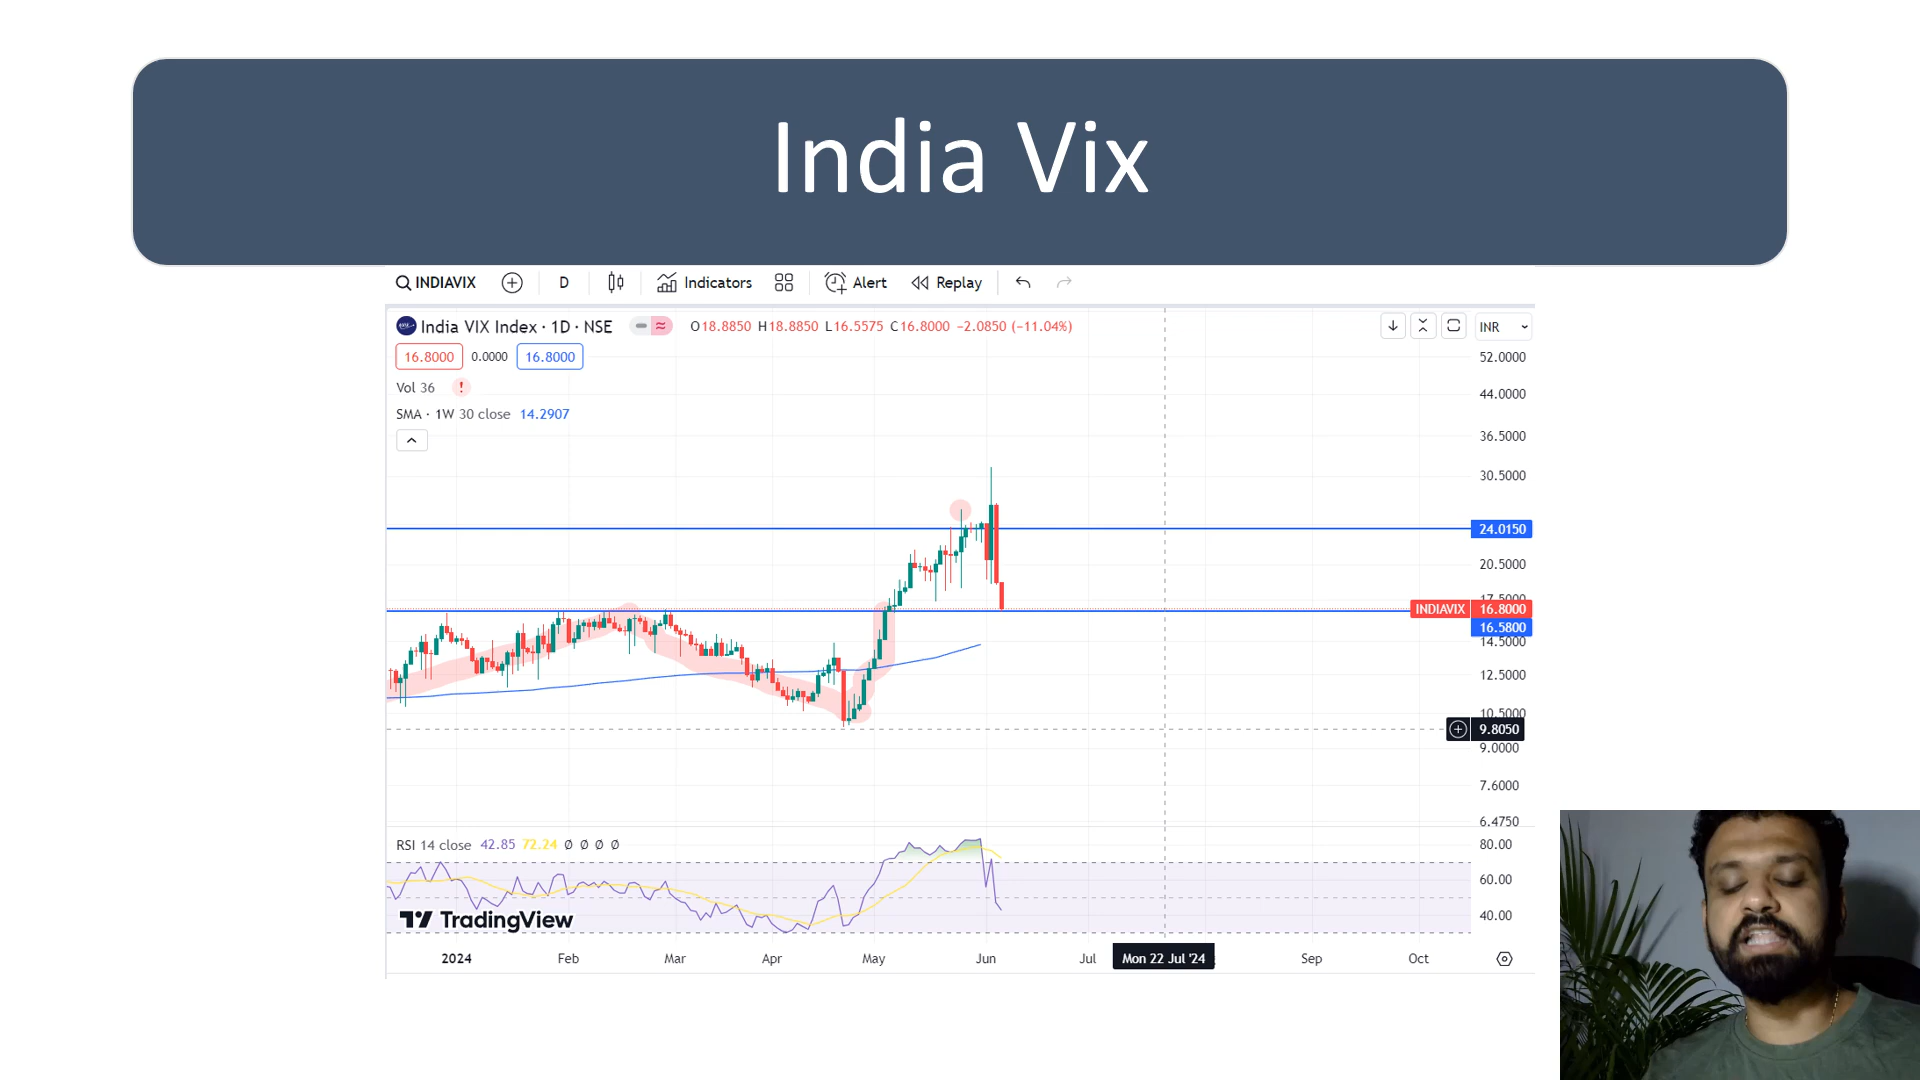 India Vix
INDIAVIX D Indicators Alert Replay
India VIX Index · 1D · NSE O18.8850 H18.8850 L16.5575 C16.8000 −2.0850 (−11.04%) INR
16.8000 0.0000 16.8000
Vol 36 !
SMA · 1W 30 close 14.2907
52.0000
44.0000
36.5000
30.5000
24.0150
20.5000
17.5000
INDIAVIX 16.8000
16.5800
14.5000
12.5000
10.5000
9.8050
9.0000
7.6000
6.4750
RSI 14 close 42.85 72.24 Ø Ø Ø Ø
80.00
60.00
40.00
TradingView
2024 Feb Mar Apr May Jun Jul Mon 22 Jul '24 Sep Oct